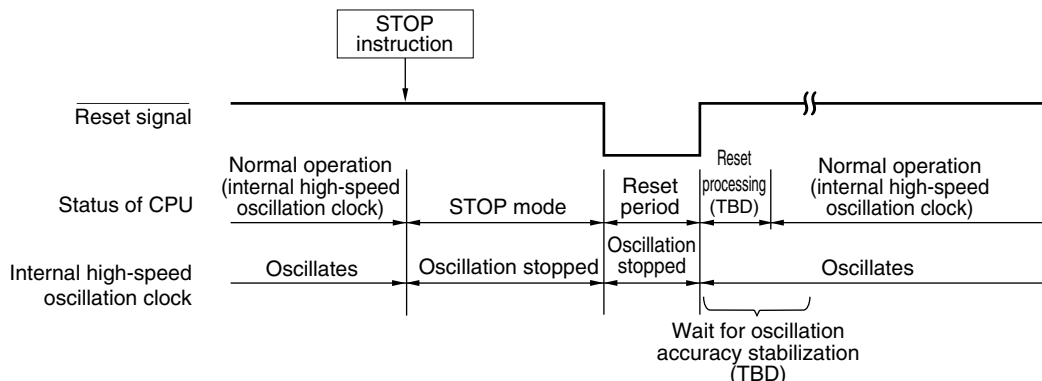 STOP
instruction
Reset signal
Normal operation
(internal high-speed
oscillation clock)
Status of CPU
STOP mode
Reset
period
Reset
processing
(TBD)
Normal operation
(internal high-speed
oscillation clock)
Internal high-speed
oscillation clock
Oscillates
Oscillation stopped
Oscillation
stopped
Oscillates
Wait for oscillation
accuracy stabilization
(TBD)